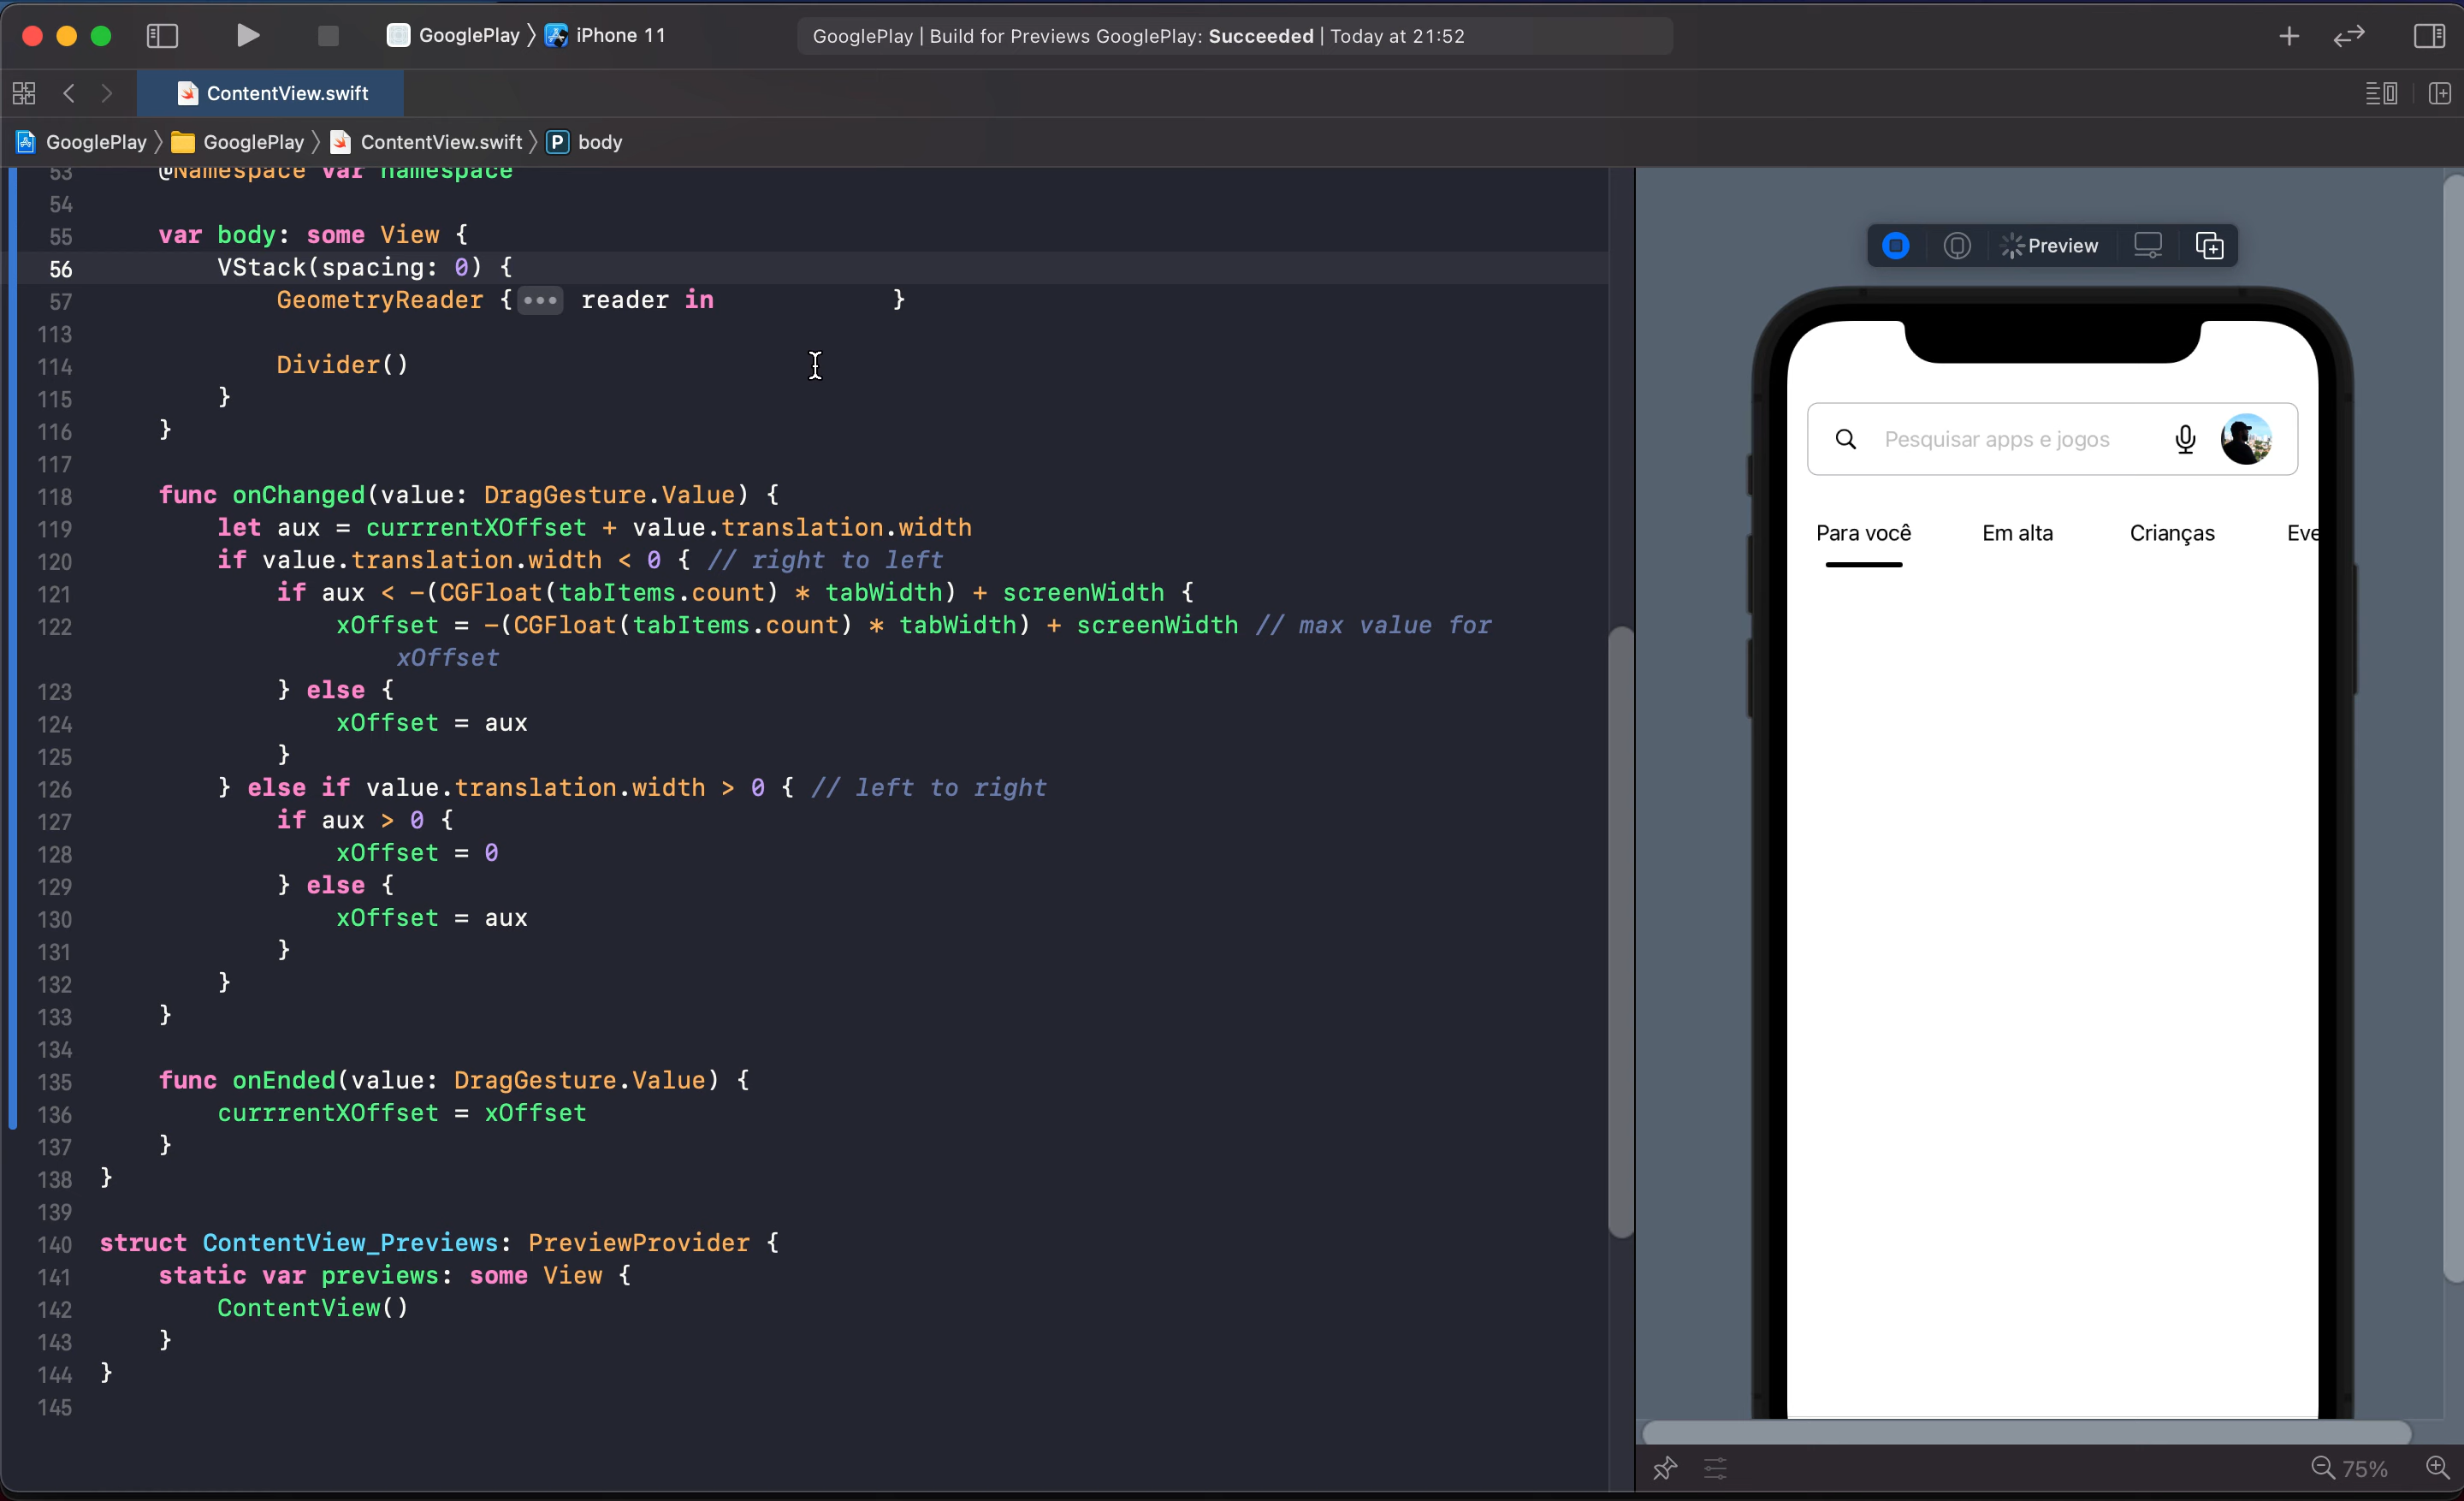 GooglePlay 〉 iPhone 11
GooglePlay | Build for Previews GooglePlay: Succeeded | Today at 21:52
ContentView.swift
GooglePlay 〉 GooglePlay 〉 ContentView.swift 〉 P body
53 @Namespace var namespace
54
55 var body: some View {
56 VStack(spacing: 0) {
57 GeometryReader {••• reader in }
113
114 Divider()
115 }
116 }
117
118 func onChanged(value: DragGesture.Value) {
119 let aux = currrentXOffset + value.translation.width
120 if value.translation.width < 0 { // right to left
121 if aux < -(CGFloat(tabItems.count) * tabWidth) + screenWidth {
122 xOffset = -(CGFloat(tabItems.count) * tabWidth) + screenWidth // max value for
xOffset
123 } else {
124 xOffset = aux
125 }
126 } else if value.translation.width > 0 { // left to right
127 if aux > 0 {
128 xOffset = 0
129 } else {
130 xOffset = aux
131 }
132 }
133 }
134
135 func onEnded(value: DragGesture.Value) {
136 currrentXOffset = xOffset
137 }
138 }
139
140 struct ContentView_Previews: PreviewProvider {
141 static var previews: some View {
142 ContentView()
143 }
144 }
145
Preview
Pesquisar apps e jogos
Para você Em alta Crianças Eve
75%